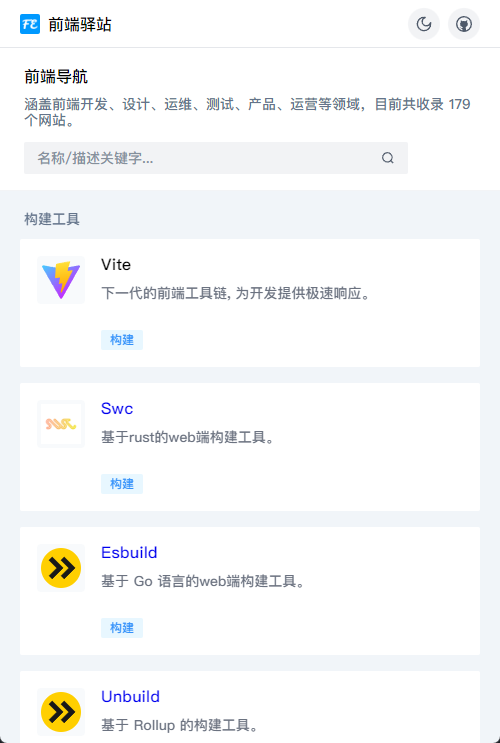 FE 前端驿站
前端导航
涵盖前端开发、设计、运维、测试、产品、运营等领域，目前共收录 179
个网站。
名称/描述关键字...
构建工具
Vite
下一代的前端工具链, 为开发提供极速响应。
构建
SWC
Swc
基于rust的web端构建工具。
构建
Esbuild
基于 Go 语言的web端构建工具。
构建
Unbuild
基于 Rollup 的构建工具。